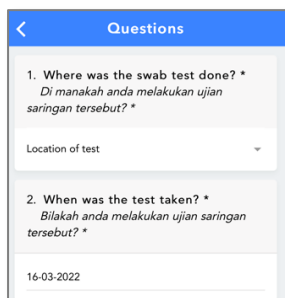 Questions
1. Where was the swab test done? *
Di manakah anda melakukan ujian
saringan tersebut? *
Location of test
2. When was the test taken? *
Bilakah anda melakukan ujian saringan
tersebut? *
16-03-2022